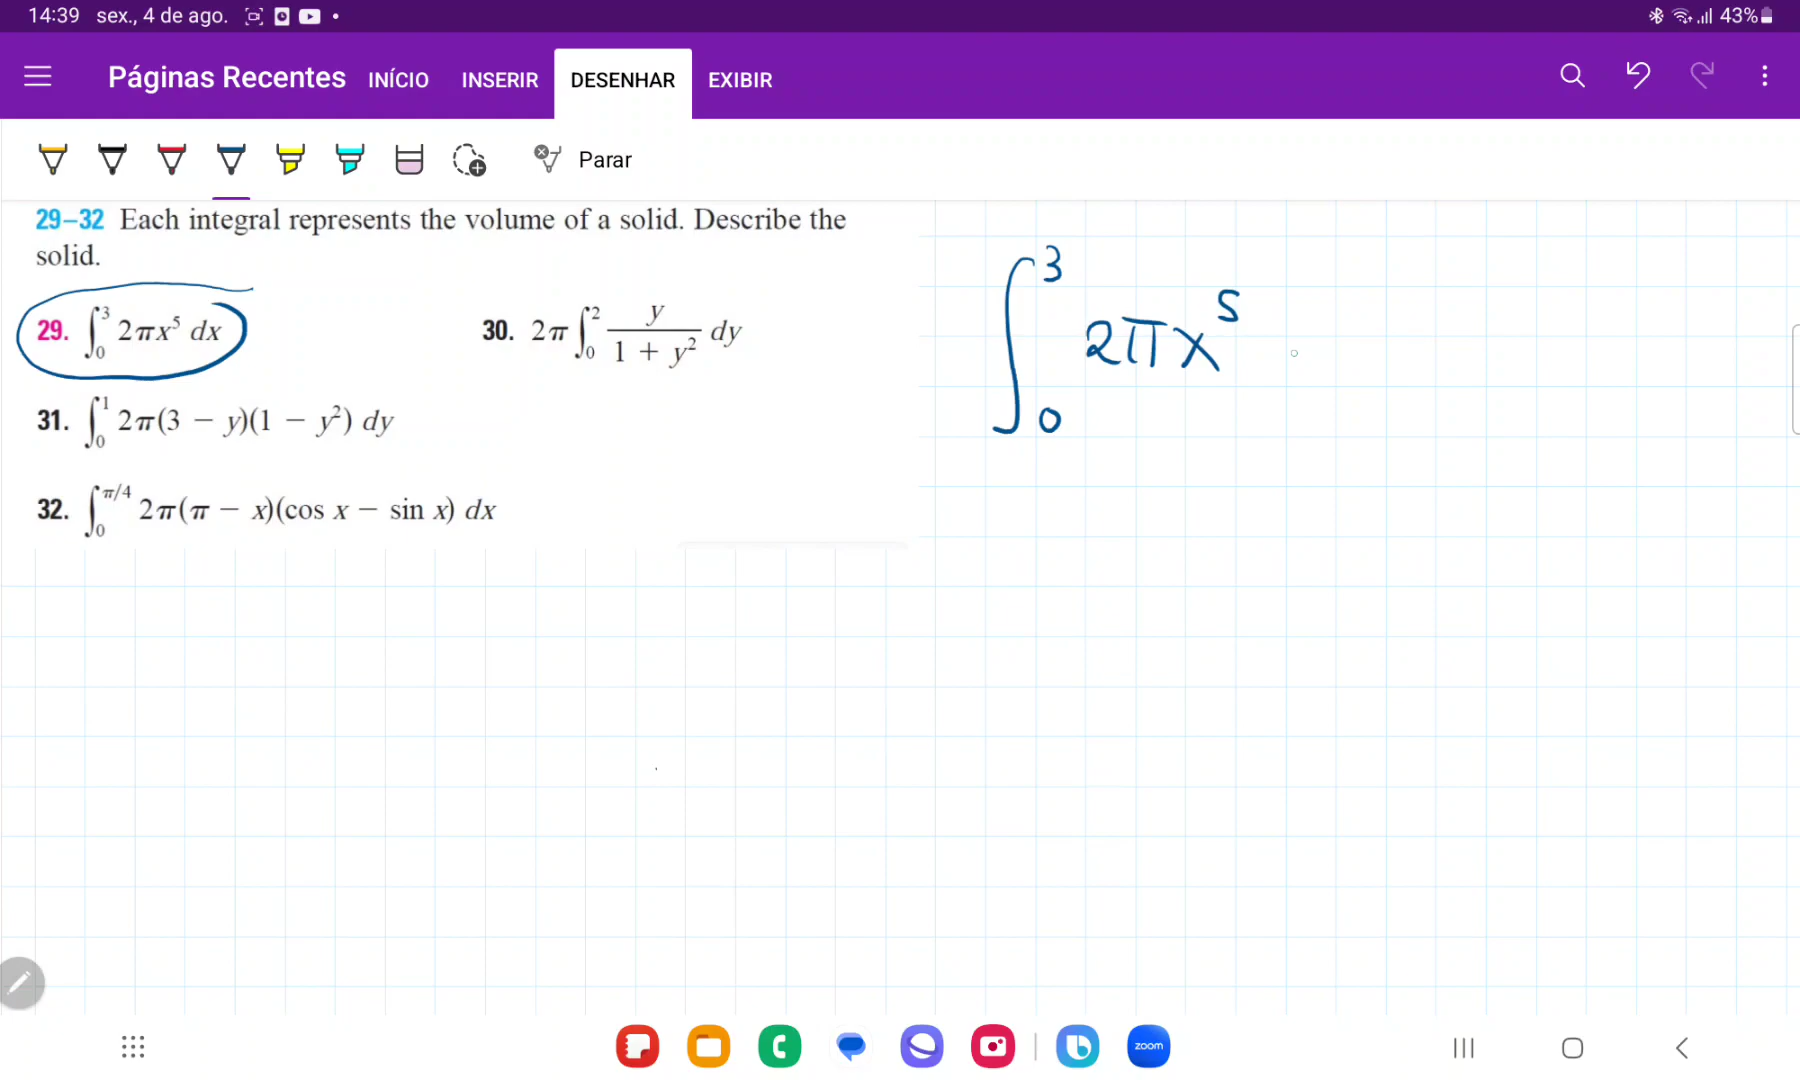 14:39 sex., 4 de ago. 43%
Páginas Recentes INÍCIO INSERIR DESENHAR EXIBIR
Parar
29–32 Each integral represents the volume of a solid. Describe the
solid.
29. ∫₀³ 2πx⁵ dx
30. 2π ∫₀² y/(1 + y²) dy
31. ∫₀¹ 2π(3 − y)(1 − y²) dy
32. ∫₀^(π/4) 2π(π − x)(cos x − sin x) dx
∫₀³ 2πx⁵
zoom